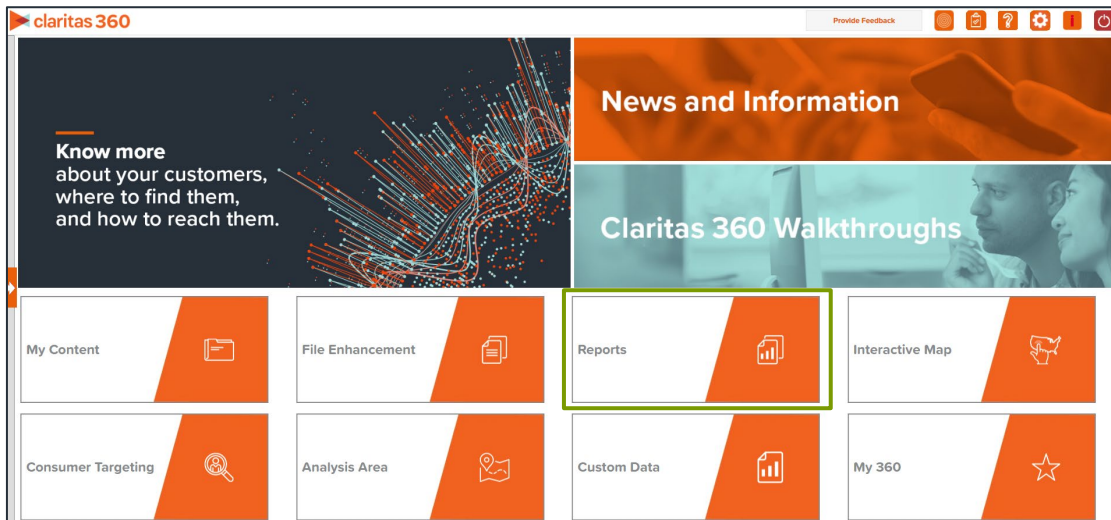 claritas 360
Provide Feedback
Know more
about your customers,
where to find them,
and how to reach them.
News and Information
Claritas 360 Walkthroughs
My Content
File Enhancement
Reports
Interactive Map
Consumer Targeting
Analysis Area
Custom Data
My 360